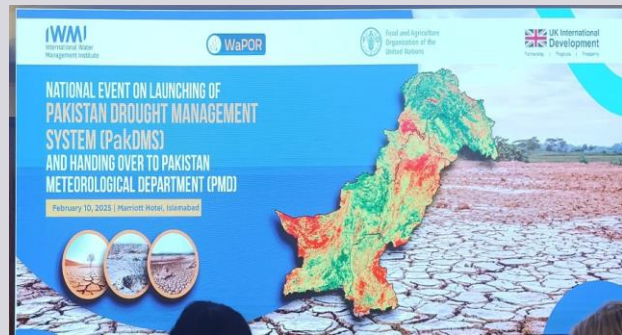 IWMI
International Water
Management Institute
WaPOR
Food and Agriculture
Organization of the
United Nations
UK International
Development
Partnership | Progress | Prosperity
NATIONAL EVENT ON LAUNCHING OF
PAKISTAN DROUGHT MANAGEMENT
SYSTEM (PakDMS)
AND HANDING OVER TO PAKISTAN
METEOROLOGICAL DEPARTMENT (PMD)
February 10, 2025 | Marriott Hotel, Islamabad